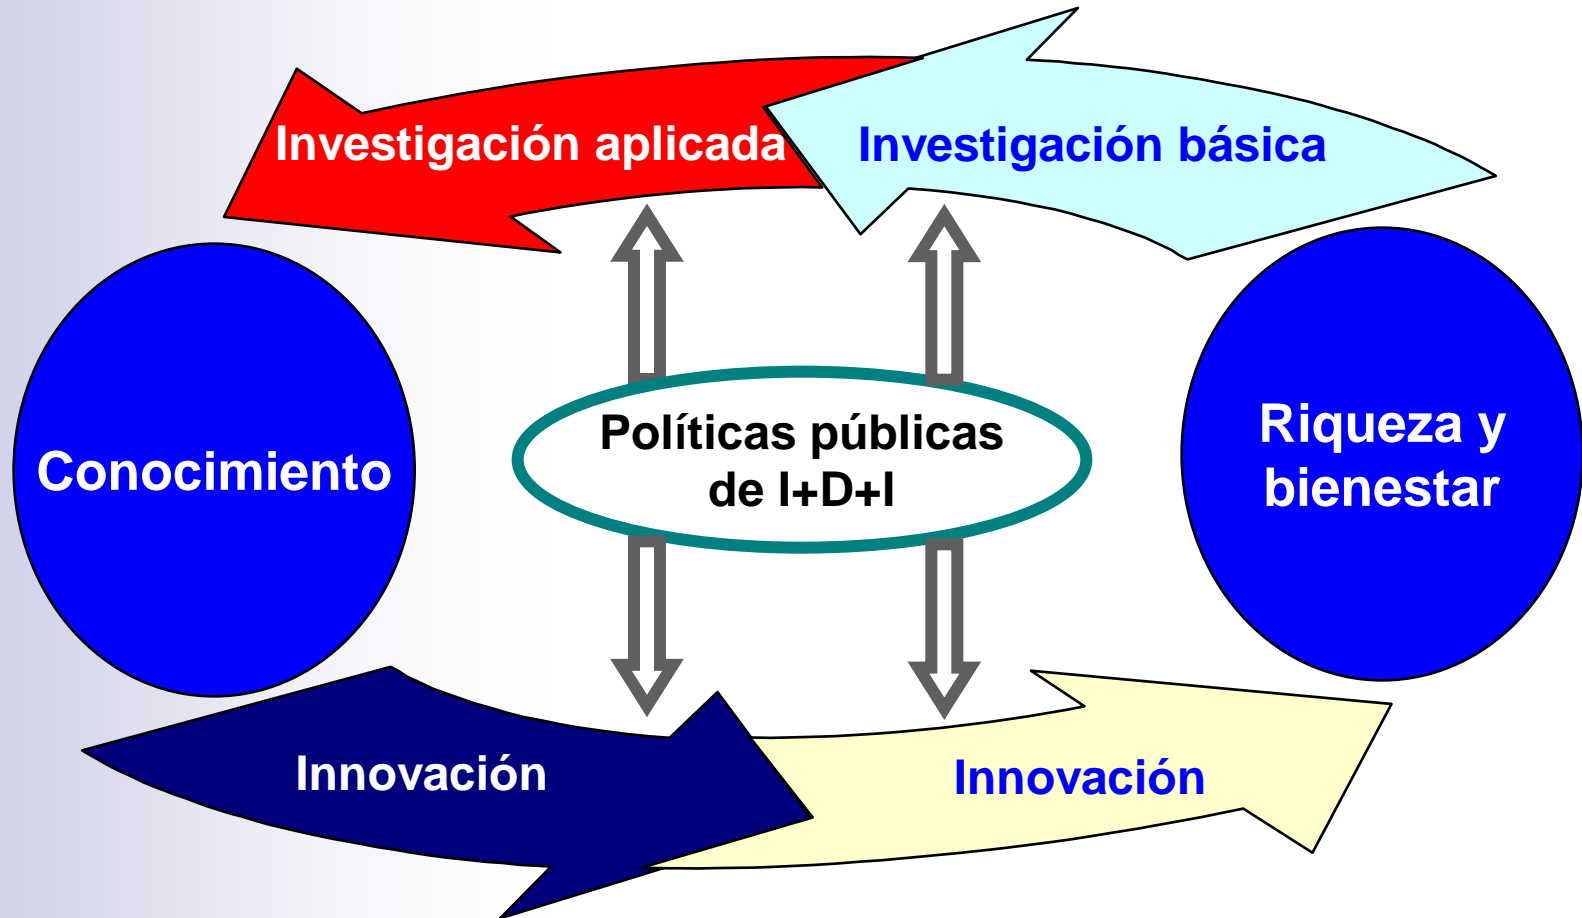 Investigación aplicada
Investigación básica
Conocimiento
Políticas públicas
de I+D+I
Riqueza y
bienestar
Innovación
Innovación